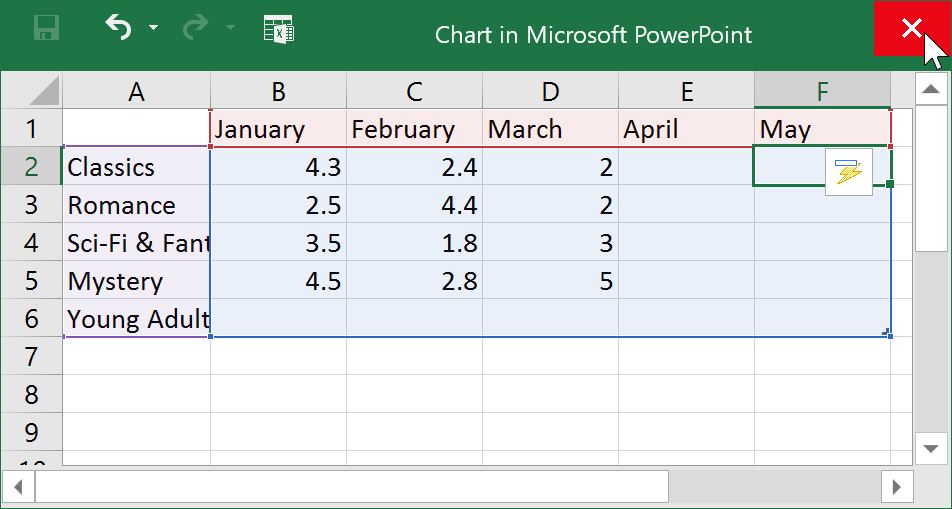 Chart in Microsoft PowerPoint
A B C D E F
1 January February March April May
2 Classics 4.3 2.4 2
3 Romance 2.5 4.4 2
4 Sci-Fi & Fant 3.5 1.8 3
5 Mystery 4.5 2.8 5
6 Young Adult
7
8
9
10